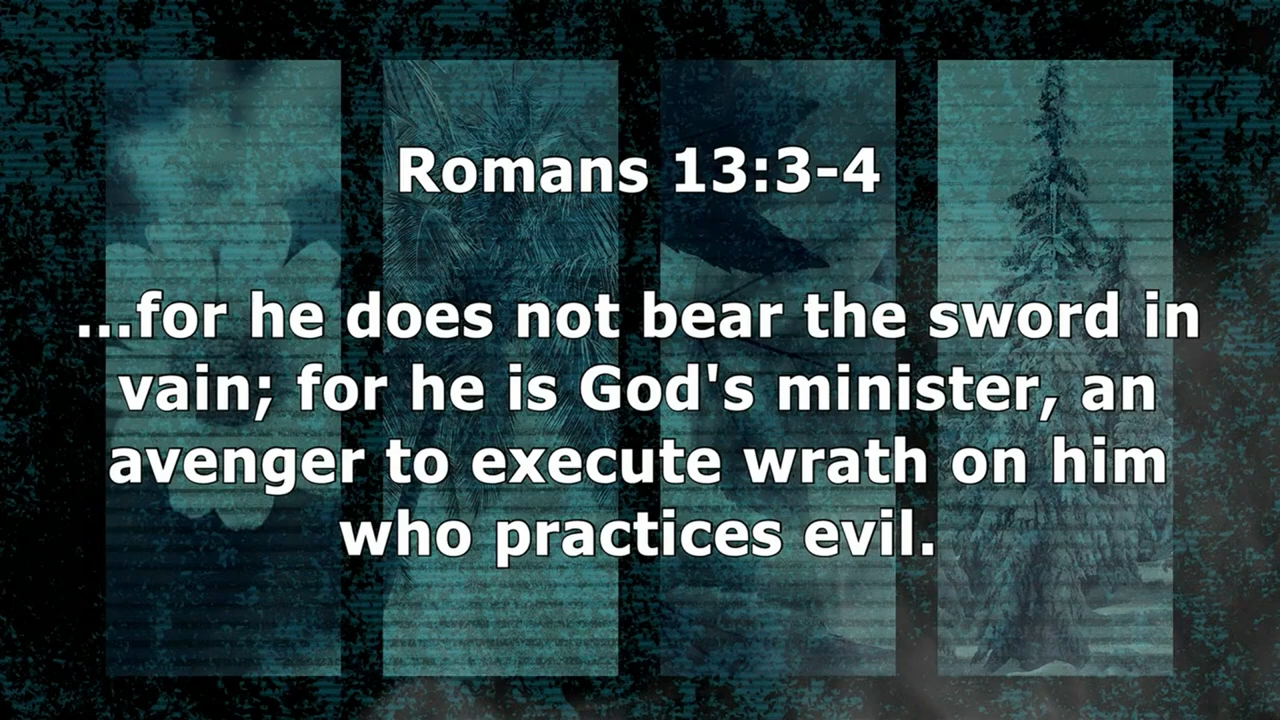 Romans 13:3-4
...for he does not bear the sword in
vain; for he is God's minister, an
avenger to execute wrath on him
who practices evil.